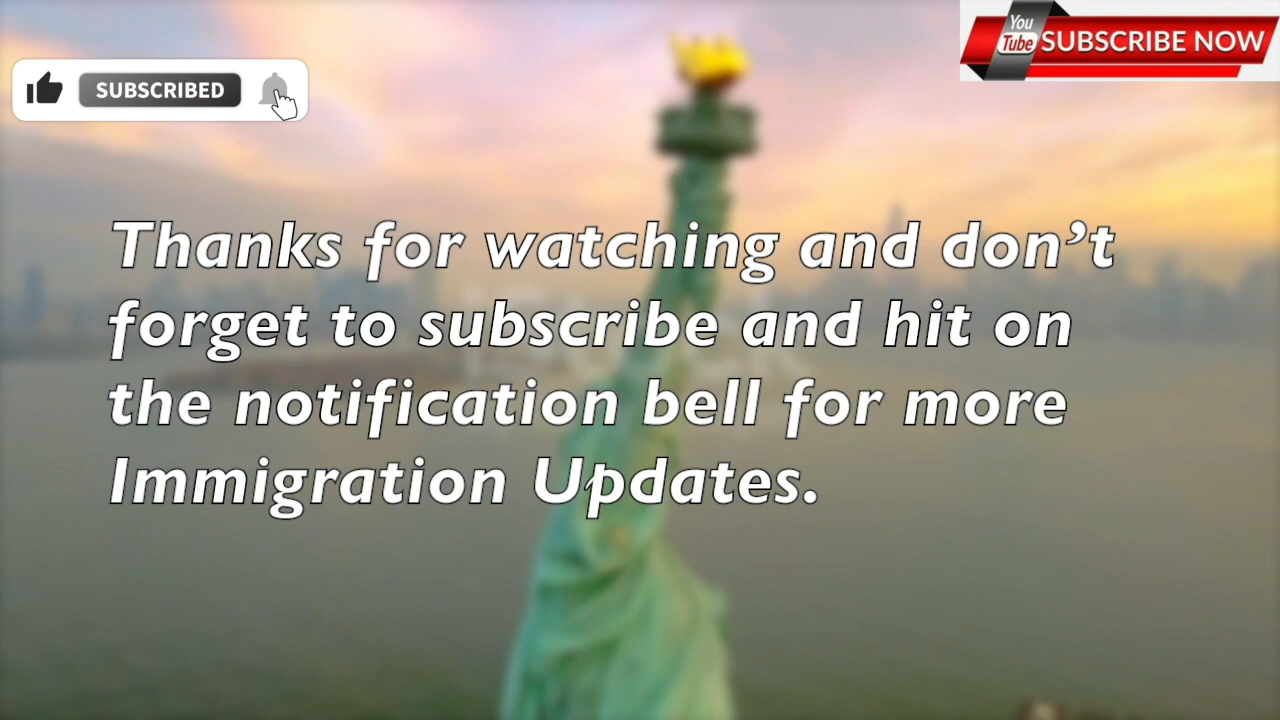 You
Tube SUBSCRIBE NOW
SUBSCRIBED
Thanks for watching and don’t
forget to subscribe and hit on
the notification bell for more
Immigration Updates.